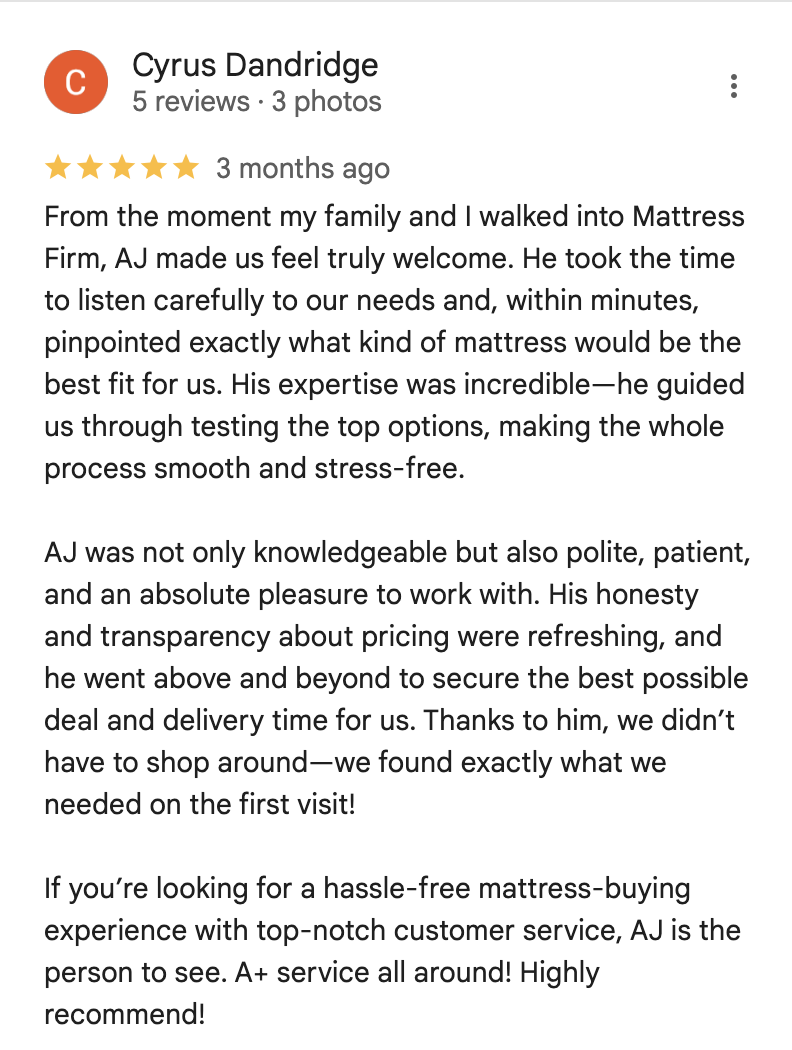 C
Cyrus Dandridge
5 reviews · 3 photos
3 months ago
From the moment my family and I walked into Mattress
Firm, AJ made us feel truly welcome. He took the time
to listen carefully to our needs and, within minutes,
pinpointed exactly what kind of mattress would be the
best fit for us. His expertise was incredible—he guided
us through testing the top options, making the whole
process smooth and stress-free.
AJ was not only knowledgeable but also polite, patient,
and an absolute pleasure to work with. His honesty
and transparency about pricing were refreshing, and
he went above and beyond to secure the best possible
deal and delivery time for us. Thanks to him, we didn’t
have to shop around—we found exactly what we
needed on the first visit!
If you’re looking for a hassle-free mattress-buying
experience with top-notch customer service, AJ is the
person to see. A+ service all around! Highly
recommend!